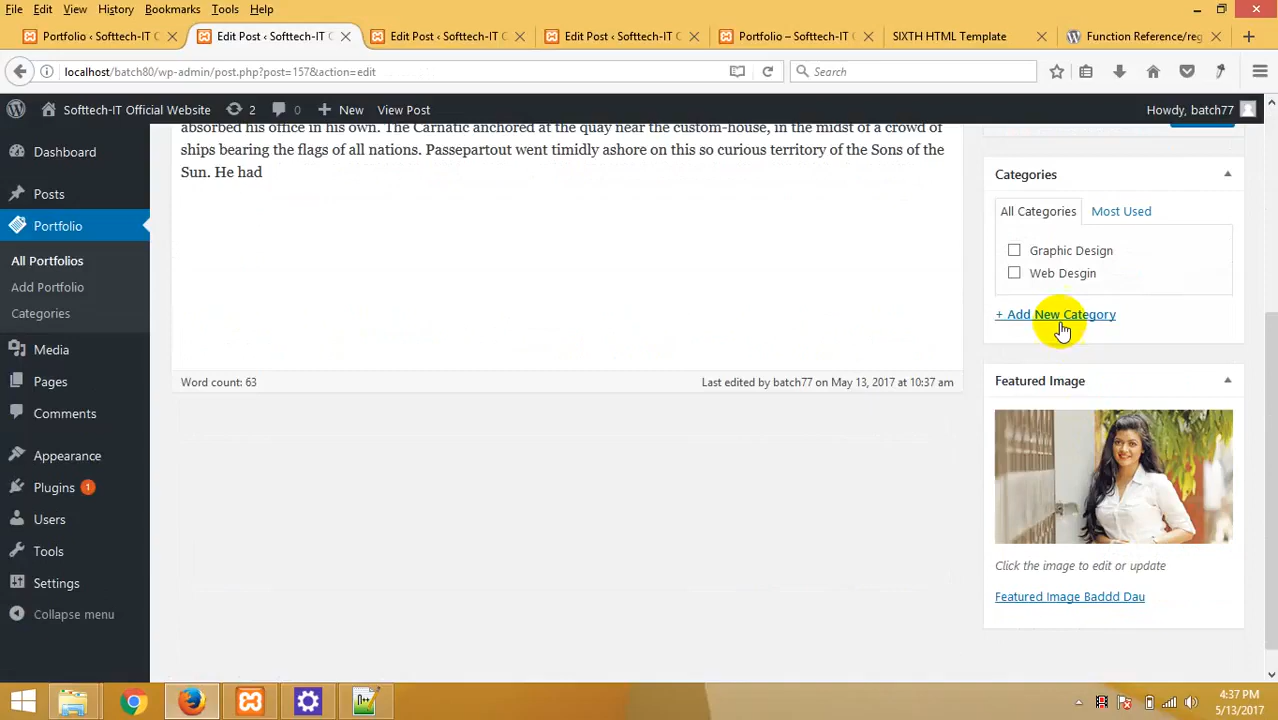 File Edit View History Bookmarks Tools Help
Portfolio ‹ Softtech-IT C Edit Post ‹ Softtech-IT C Edit Post ‹ Softtech-IT C Edit Post ‹ Softtech-IT C Portfolio – Softtech-IT C SIXTH HTML Template Function Reference/reg
localhost/batch80/wp-admin/post.php?post=157&action=edit Search
Softtech-IT Official Website 2 0 New View Post Howdy, batch77
absorbed his office in his own. The Carnatic anchored at the quay near the custom-house, in the midst of a crowd of
ships bearing the flags of all nations. Passepartout went timidly ashore on this so curious territory of the Sons of the
Sun. He had
Word count: 63 Last edited by batch77 on May 13, 2017 at 10:37 am
Dashboard
Posts
Portfolio
All Portfolios
Add Portfolio
Categories
Media
Pages
Comments
Appearance
Plugins 1
Users
Tools
Settings
Collapse menu
Categories
All Categories Most Used
Graphic Design
Web Desgin
+ Add New Category
Featured Image
Click the image to edit or update
Featured Image Baddd Dau
4:37 PM
5/13/2017